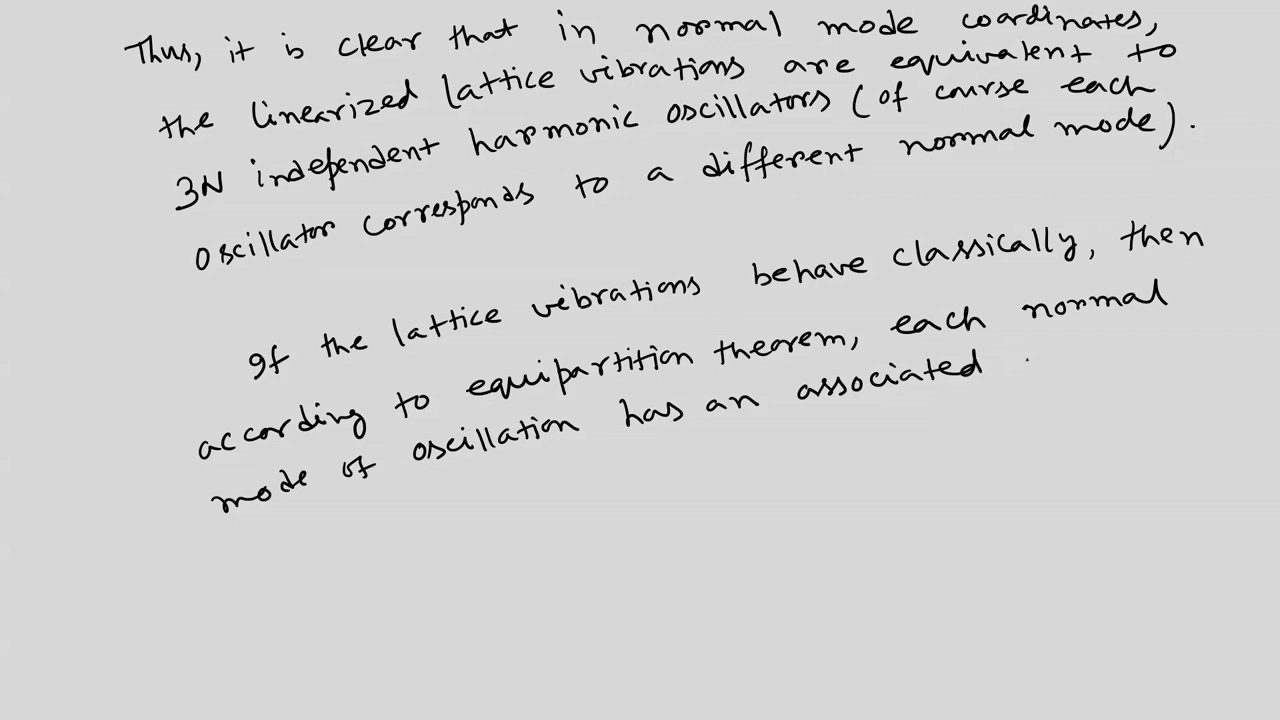 Thus, it is clear that in normal mode coordinates,
the linearized lattice vibrations are equivalent to
3N independent harmonic oscillators (of course each
oscillator corresponds to a different normal mode).
If the lattice vibrations behave classically, then
according to equipartition theorem, each normal
mode of oscillation has an associated